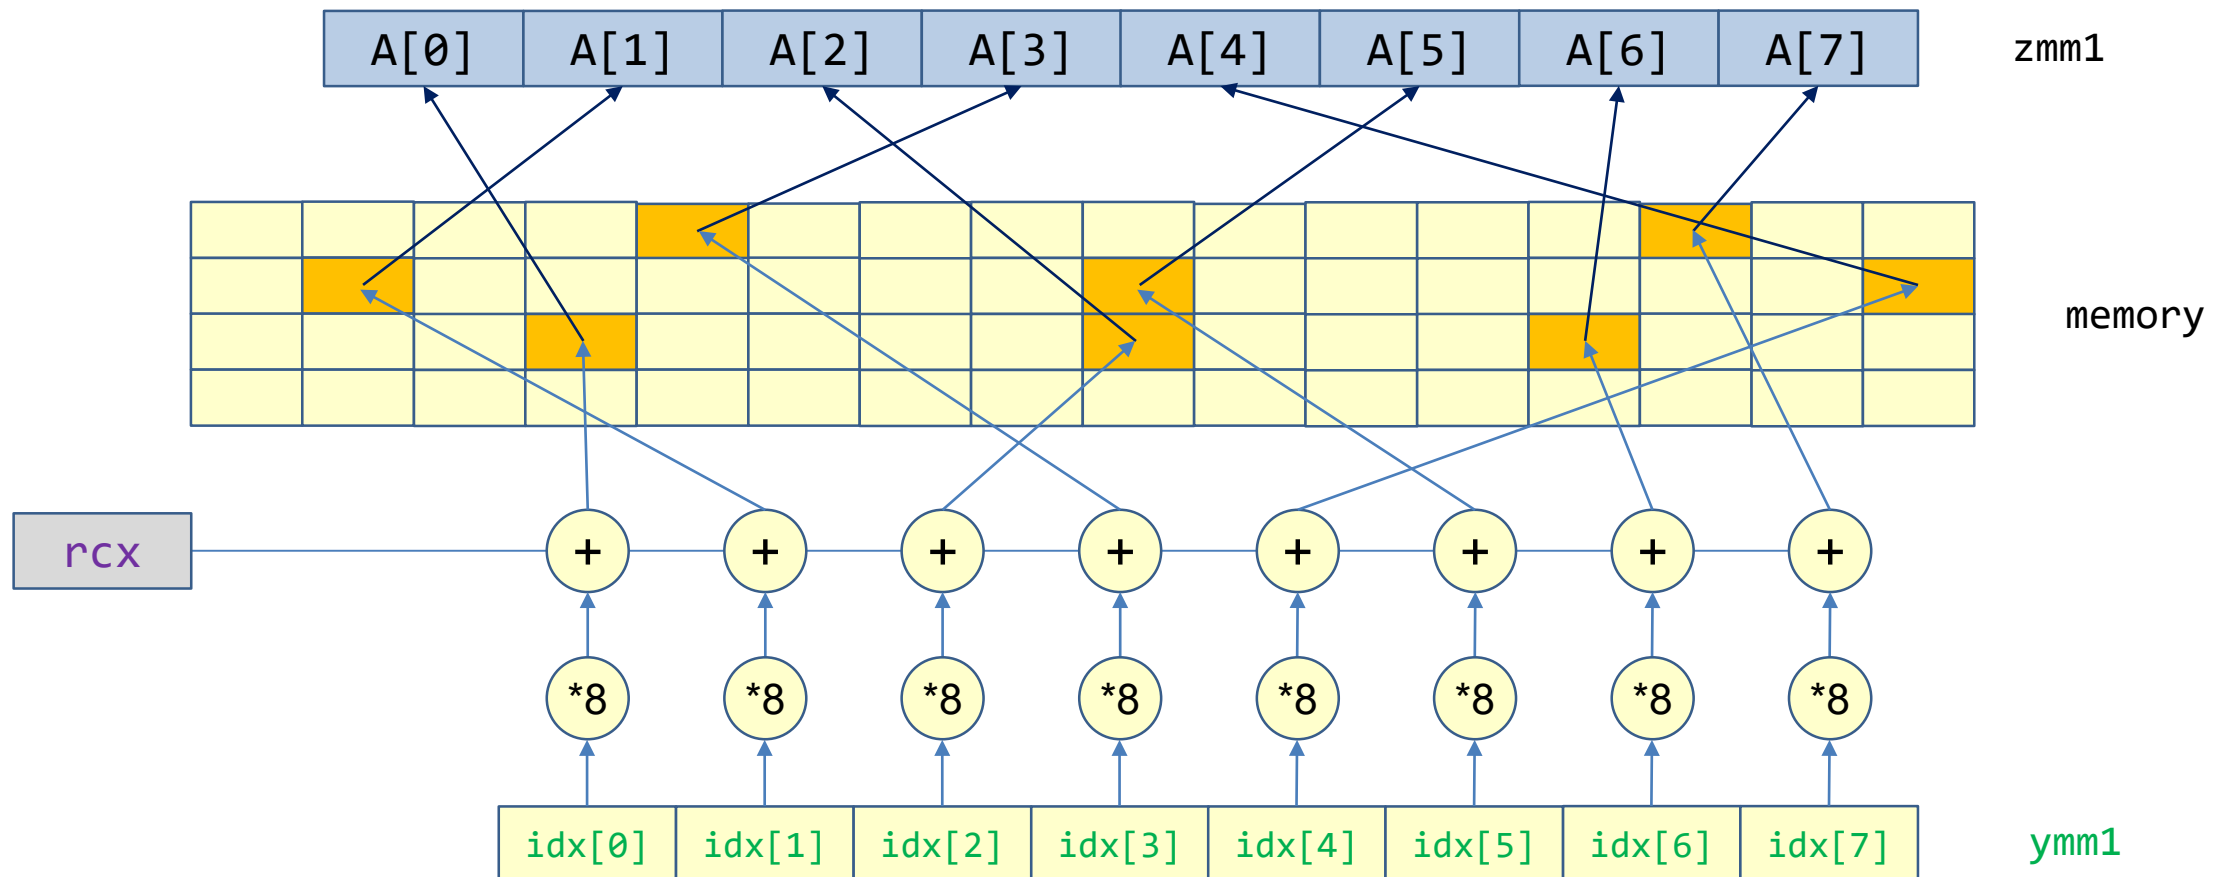 A[0] A[1] A[2] A[3] A[4] A[5] A[6] A[7] zmm1
memory
rcx + + + + + + + +
*8 *8 *8 *8 *8 *8 *8 *8
idx[0] idx[1] idx[2] idx[3] idx[4] idx[5] idx[6] idx[7] ymm1